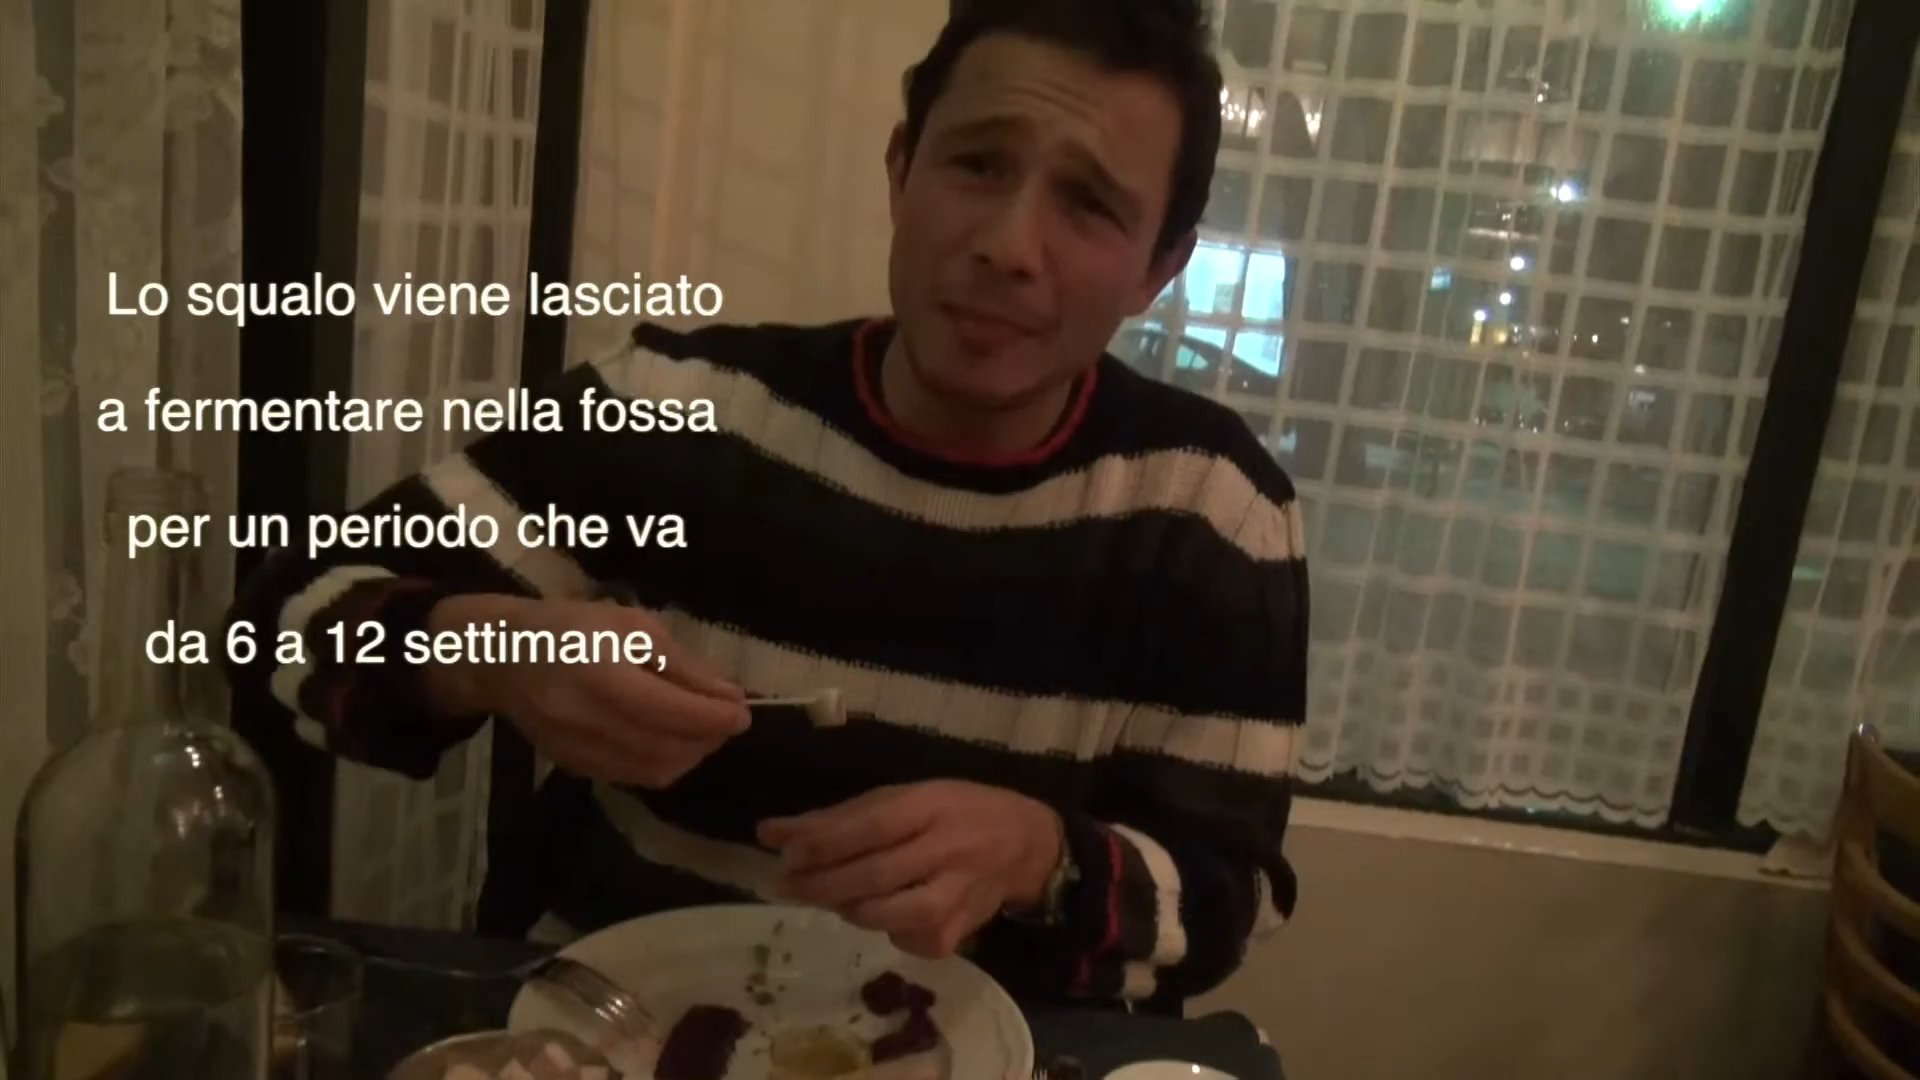 Lo squalo viene lasciato
a fermentare nella fossa
per un periodo che va
da 6 a 12 settimane,